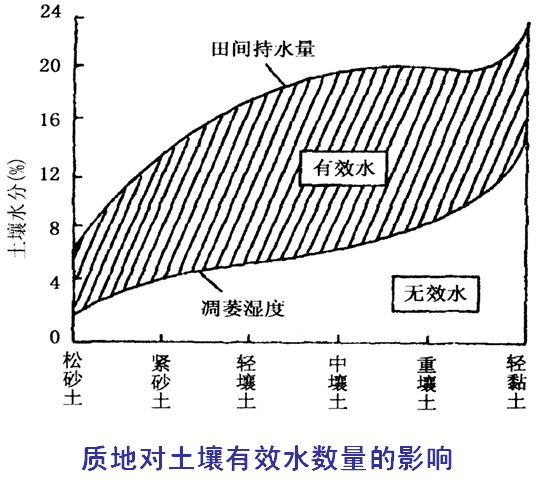 24
20
16
12
8
4
0
土壤水分(%)
田间持水量
有效水
凋萎湿度
无效水
松砂土
紧砂土
轻壤土
中壤土
重壤土
轻黏土
质地对土壤有效水数量的影响